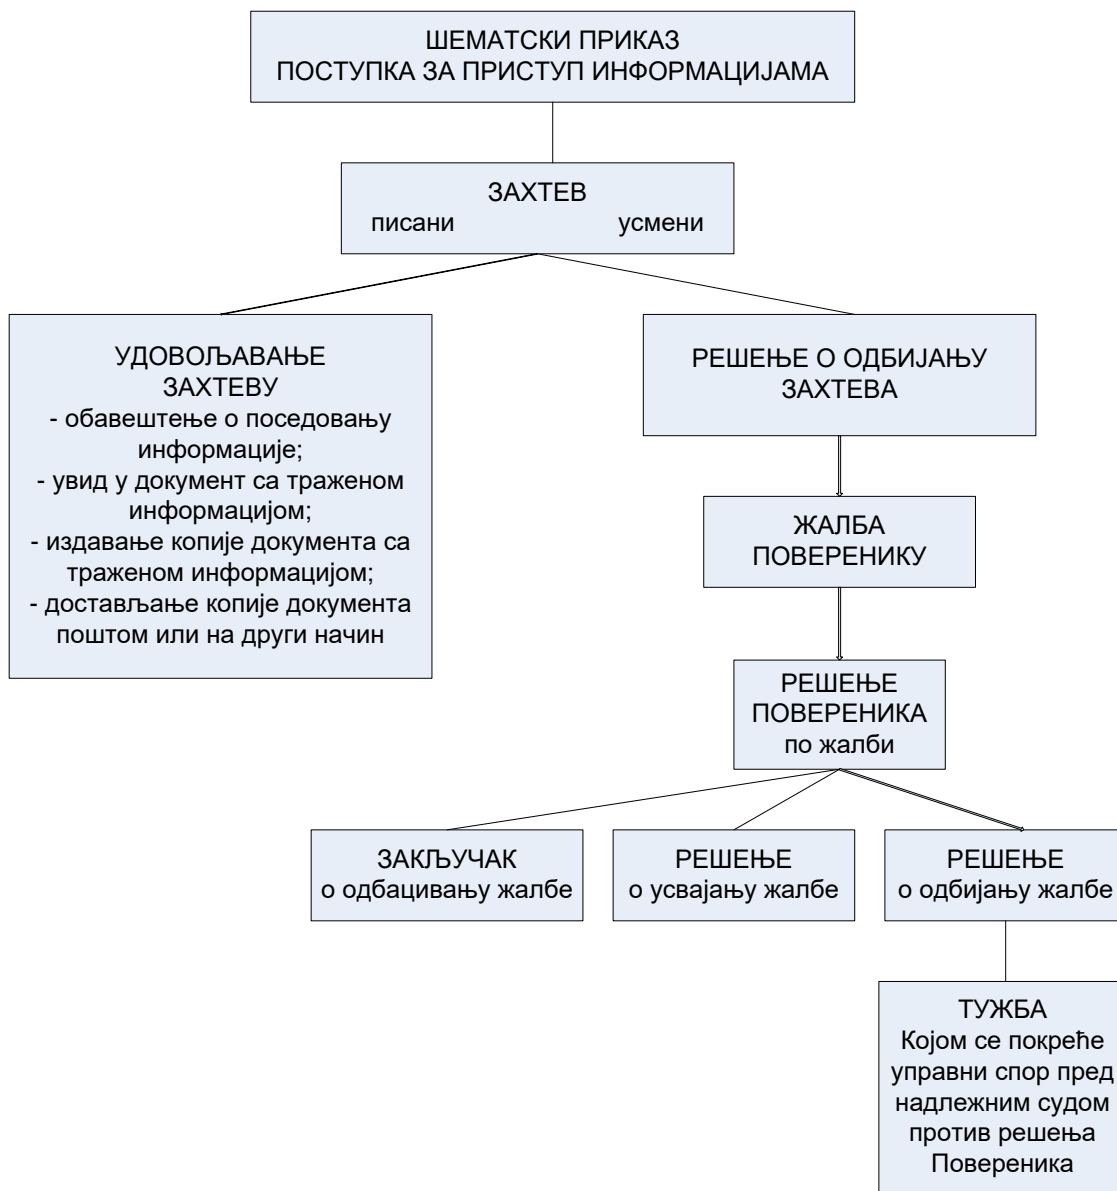 ШЕМАТСКИ ПРИКАЗ
ПОСТУПКА ЗА ПРИСТУП ИНФОРМАЦИЈАМА
ЗАХТЕВ
писани усмени
УДОВОЉАВАЊЕ
ЗАХТЕВУ
- обавештење о поседовању
информације;
- увид у документ са траженом
информацијом;
- издавање копије документа са
траженом информацијом;
- достављање копије документа
поштом или на други начин
РЕШЕЊЕ О ОДБИЈАЊУ
ЗАХТЕВА
ЖАЛБА
ПОВЕРЕНИКУ
РЕШЕЊЕ
ПОВЕРЕНИКА
по жалби
ЗАКЉУЧАК
о одбацивању жалбе
РЕШЕЊЕ
о усвајању жалбе
РЕШЕЊЕ
о одбијању жалбе
ТУЖБА
Којом се покреће
управни спор пред
надлежним судом
против решења
Повереника